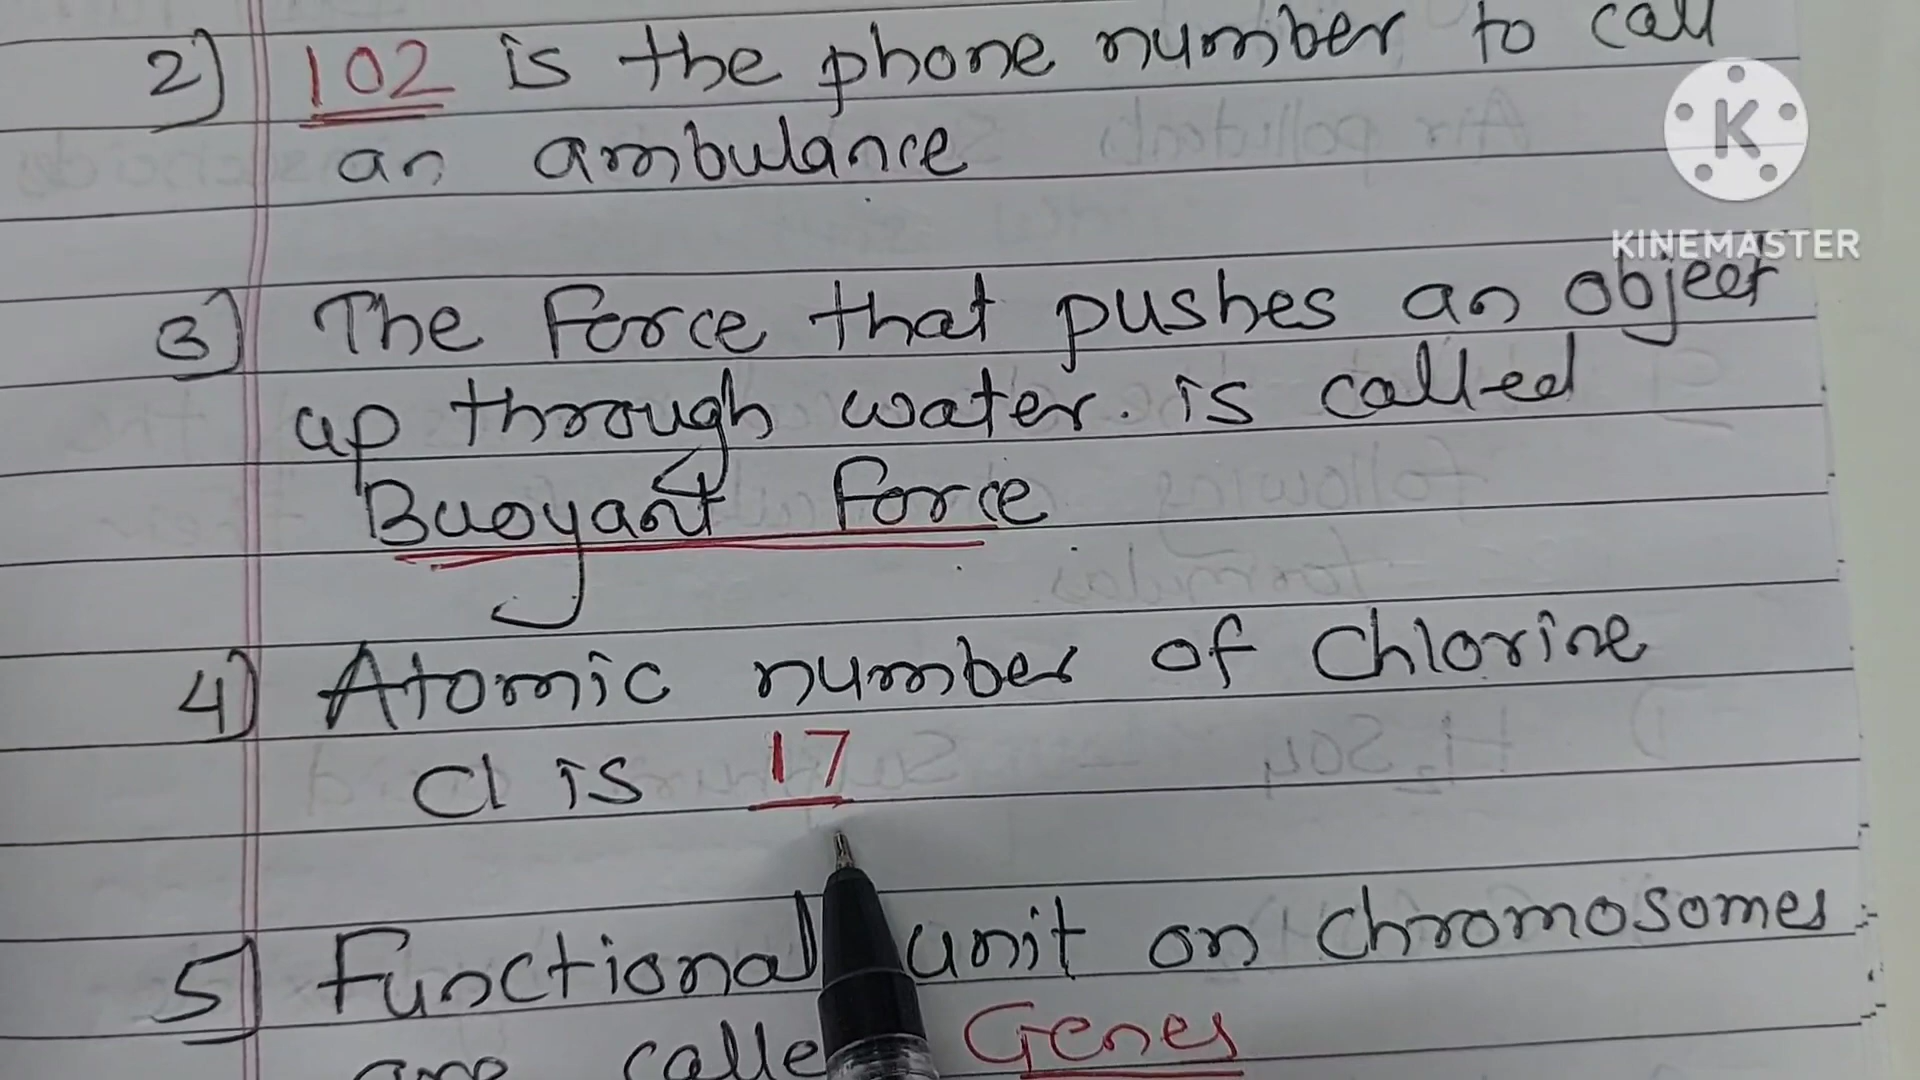 2) 102 is the phone number to call
an ambulance
K
KINEMASTER
3) The Force that pushes an object
up through water. is called
Buoyant Force
4) Atomic number of Chlorine
Cl is 17
5) Functional unit on chromosomes
are called Genes